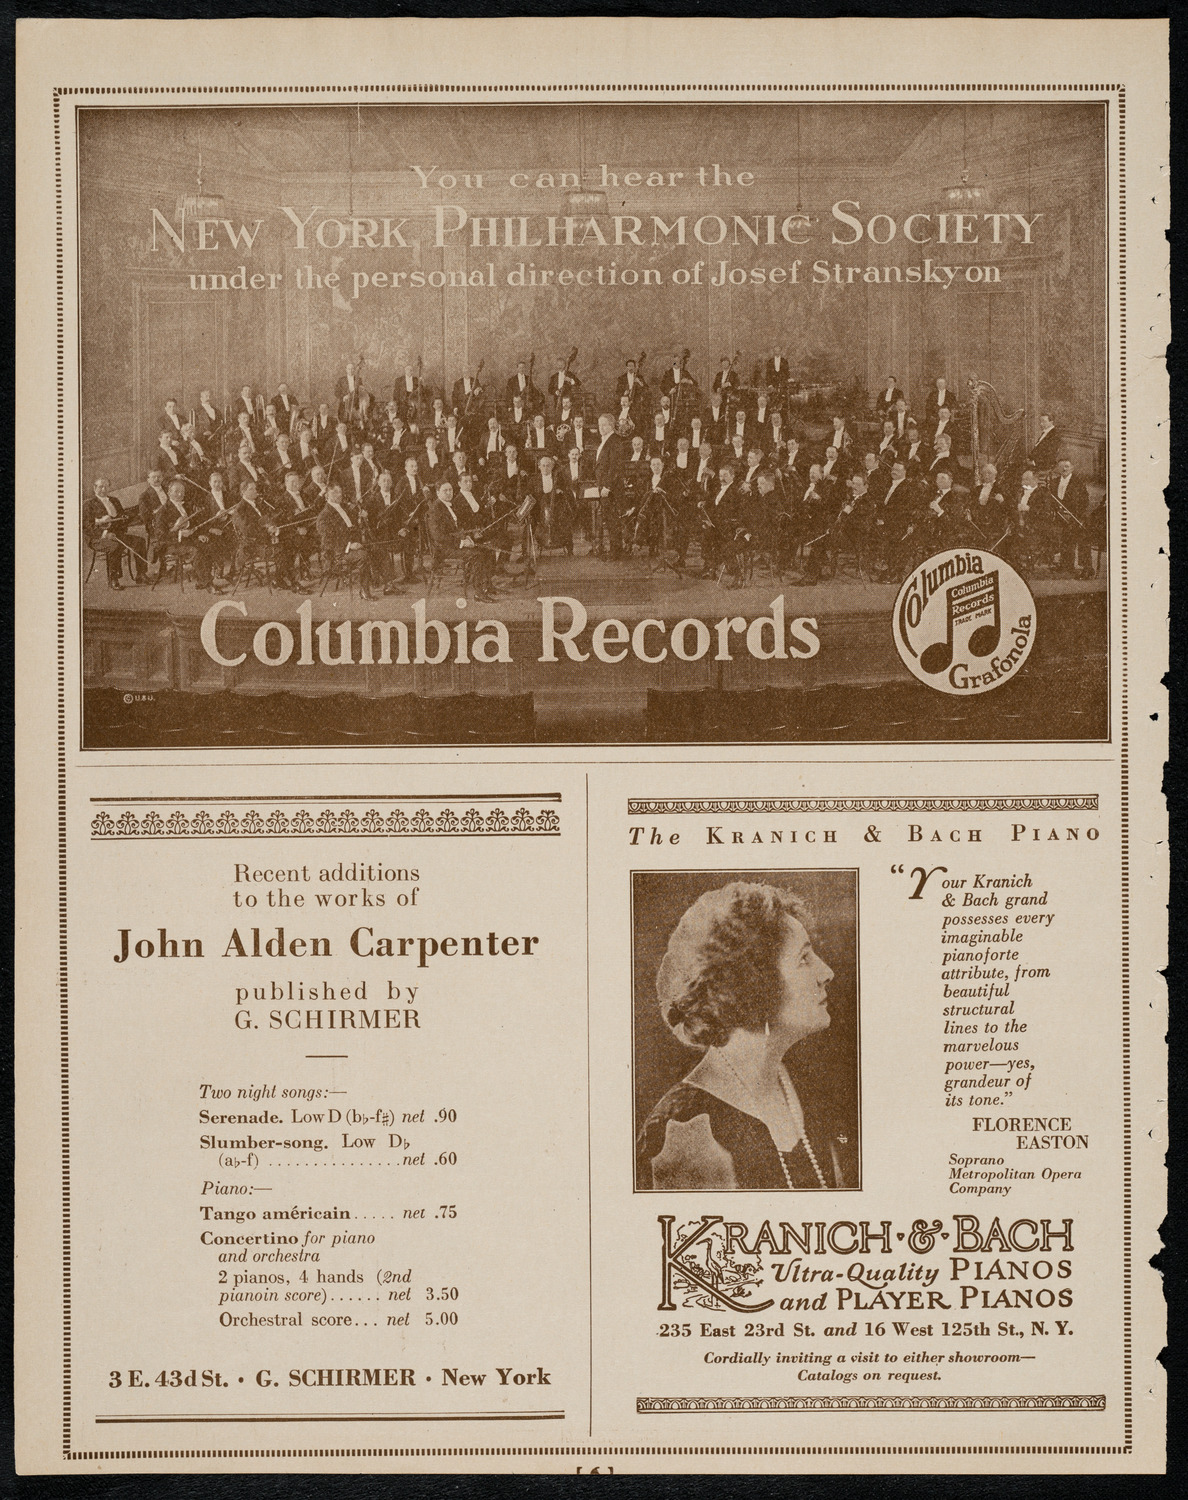 You can hear the
New York Philharmonic Society
under the personal direction of Josef Stransky on
Columbia Records
Columbia
Columbia
Records
TRADE MARK
Grafonola
© U & U.
Recent additions
to the works of
John Alden Carpenter
published by
G. SCHIRMER
Two night songs:—
Serenade. Low D (b♭-f♯) net .90
Slumber-song. Low D♭
(a♭-f) ............... net .60
Piano:—
Tango américain ..... net .75
Concertino for piano
and orchestra
2 pianos, 4 hands (2nd
pianoin score) ...... net 3.50
Orchestral score... net 5.00
3 E. 43d St. · G. SCHIRMER · New York
The KRANICH & BACH PIANO
“Your Kranich
& Bach grand
possesses every
imaginable
pianoforte
attribute, from
beautiful
structural
lines to the
marvelous
power—yes,
grandeur of
its tone.”
FLORENCE
EASTON
Soprano
Metropolitan Opera
Company
KRANICH·&·BACH
Ultra-Quality PIANOS
and PLAYER PIANOS
235 East 23rd St. and 16 West 125th St., N. Y.
Cordially inviting a visit to either showroom—
Catalogs on request.
[ 6 ]